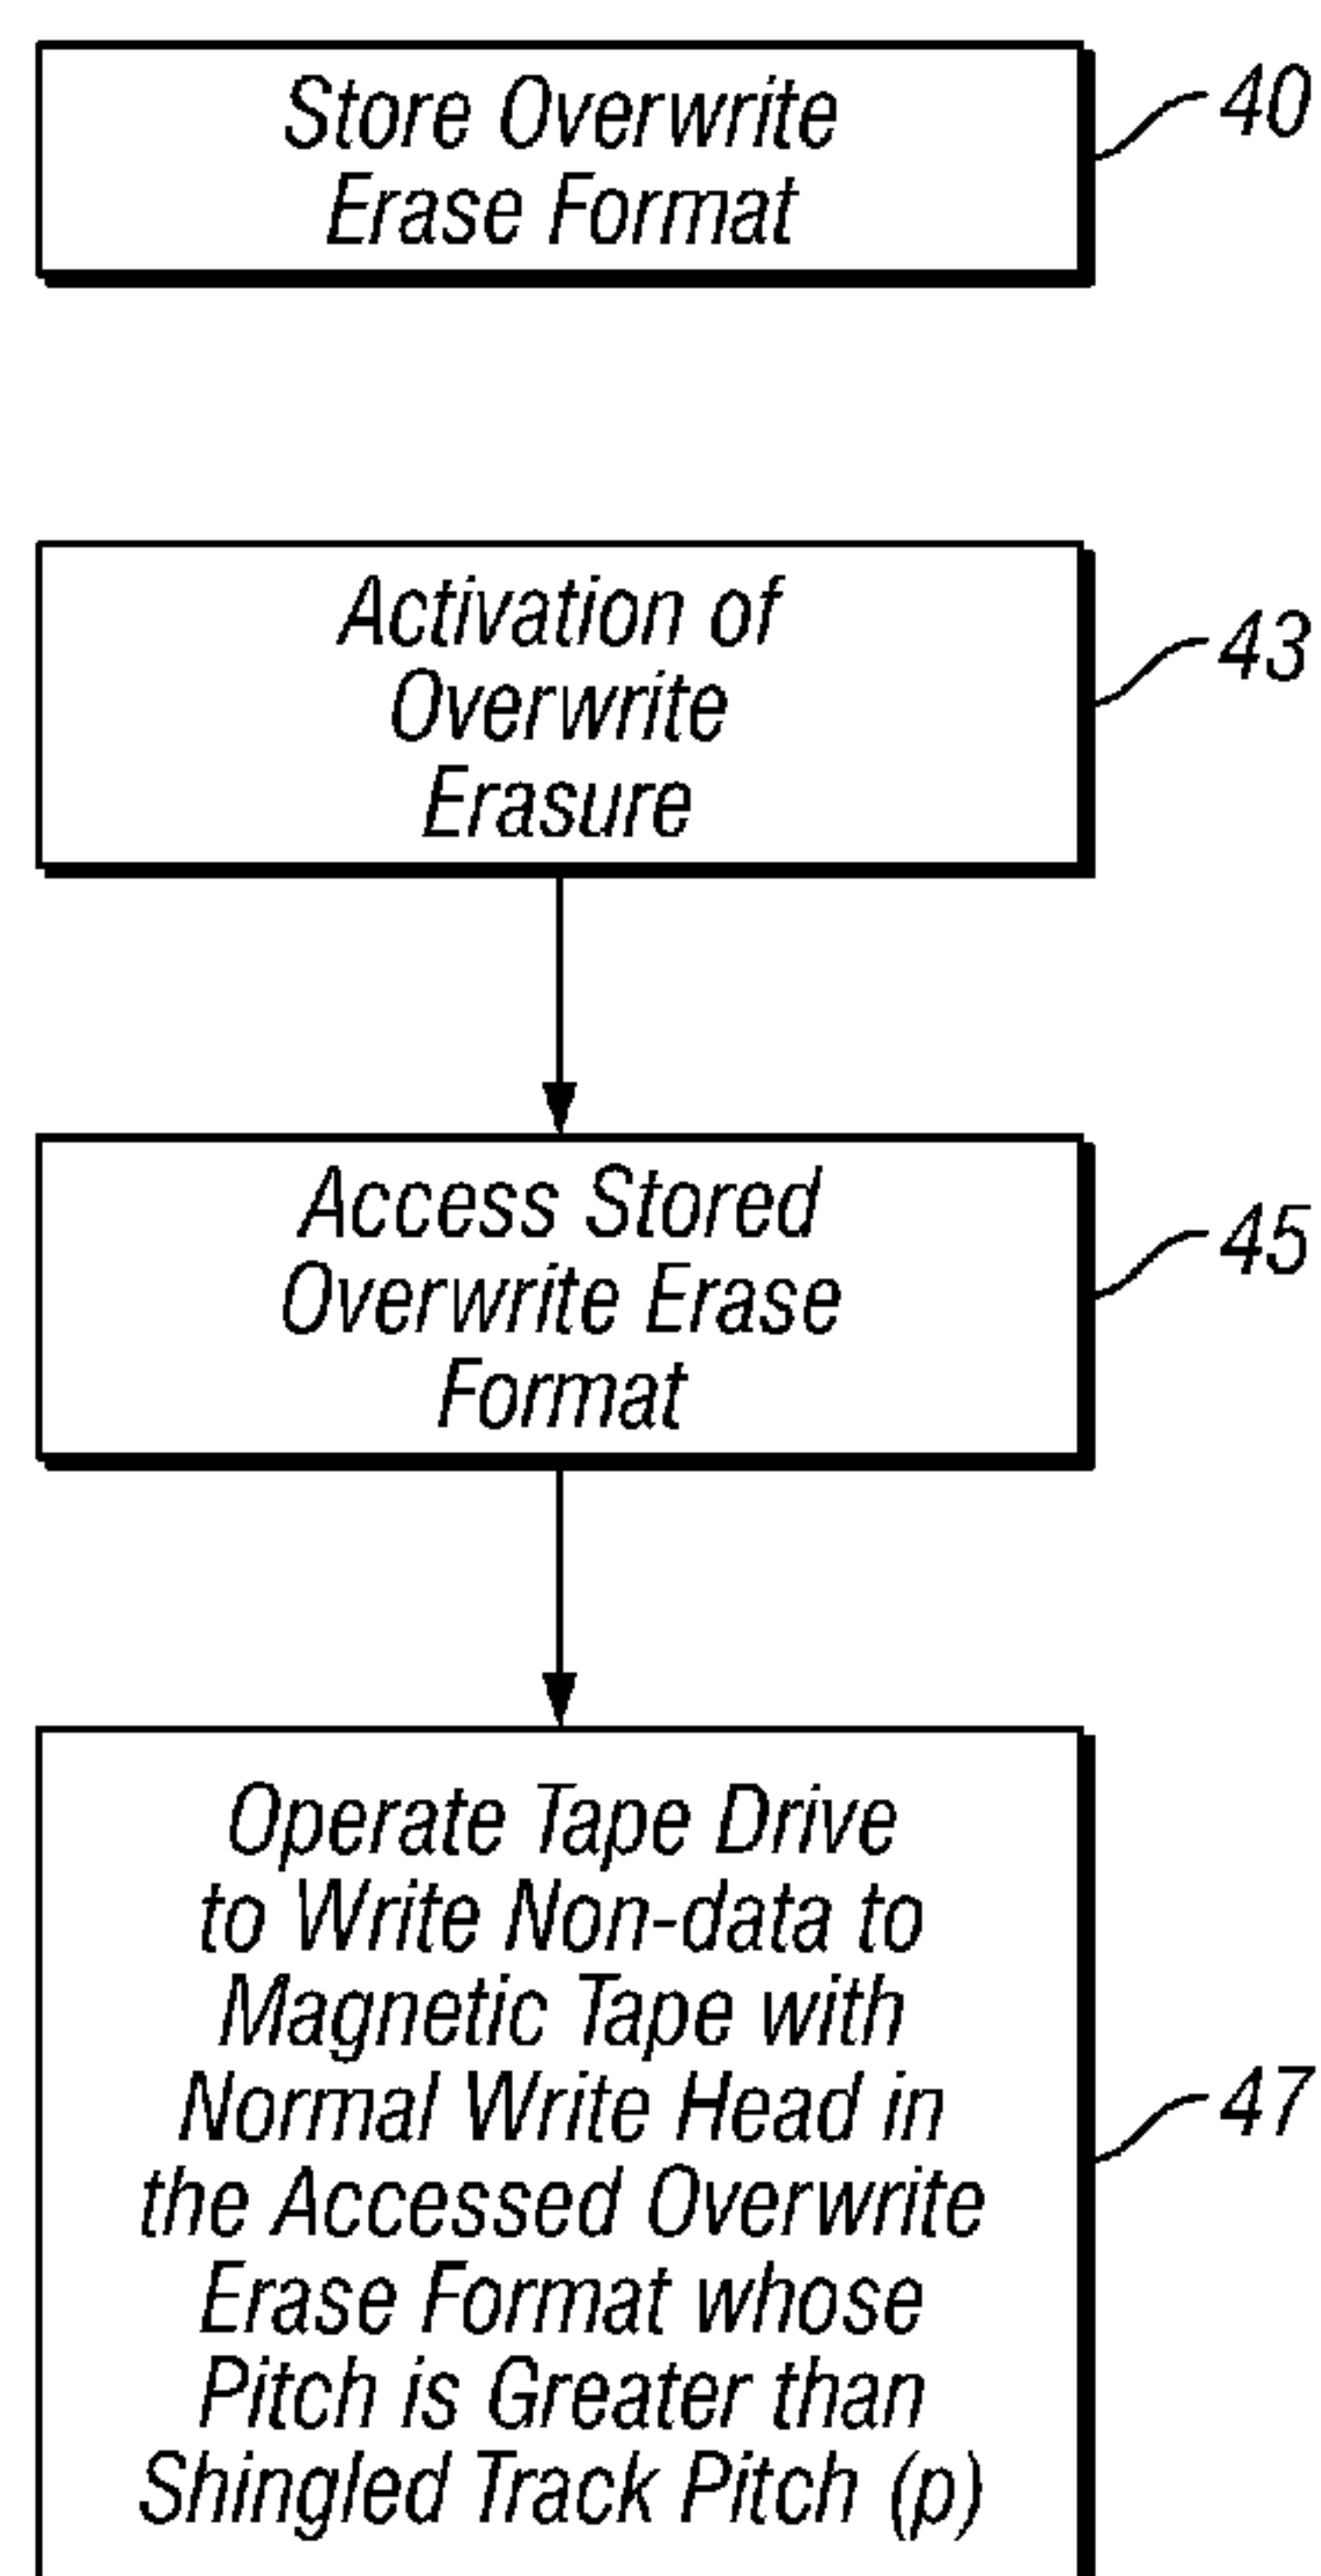 Store Overwrite
Erase Format
40
Activation of
Overwrite
Erasure
43
Access Stored
Overwrite Erase
Format
45
Operate Tape Drive
to Write Non-data to
Magnetic Tape with
Normal Write Head in
the Accessed Overwrite
Erase Format whose
Pitch is Greater than
Shingled Track Pitch (p)
47